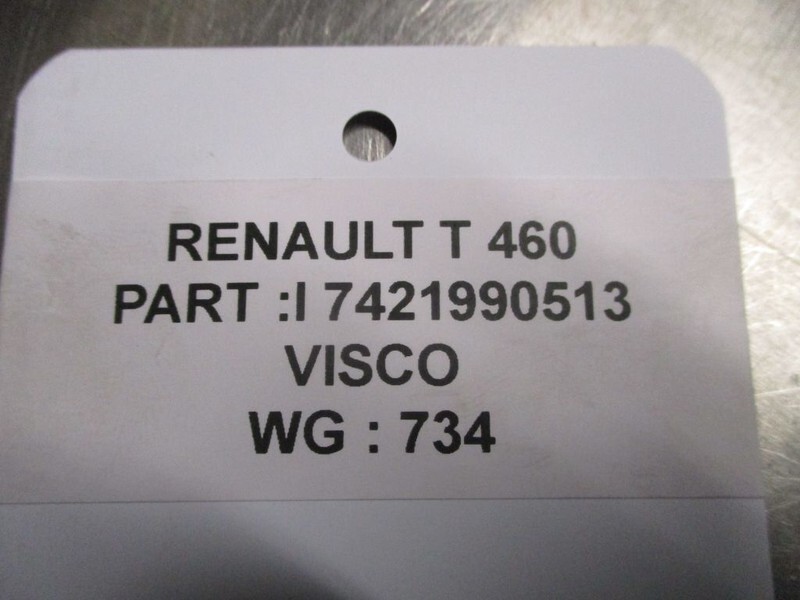 RENAULT T 460
PART :I 7421990513
VISCO
WG : 734